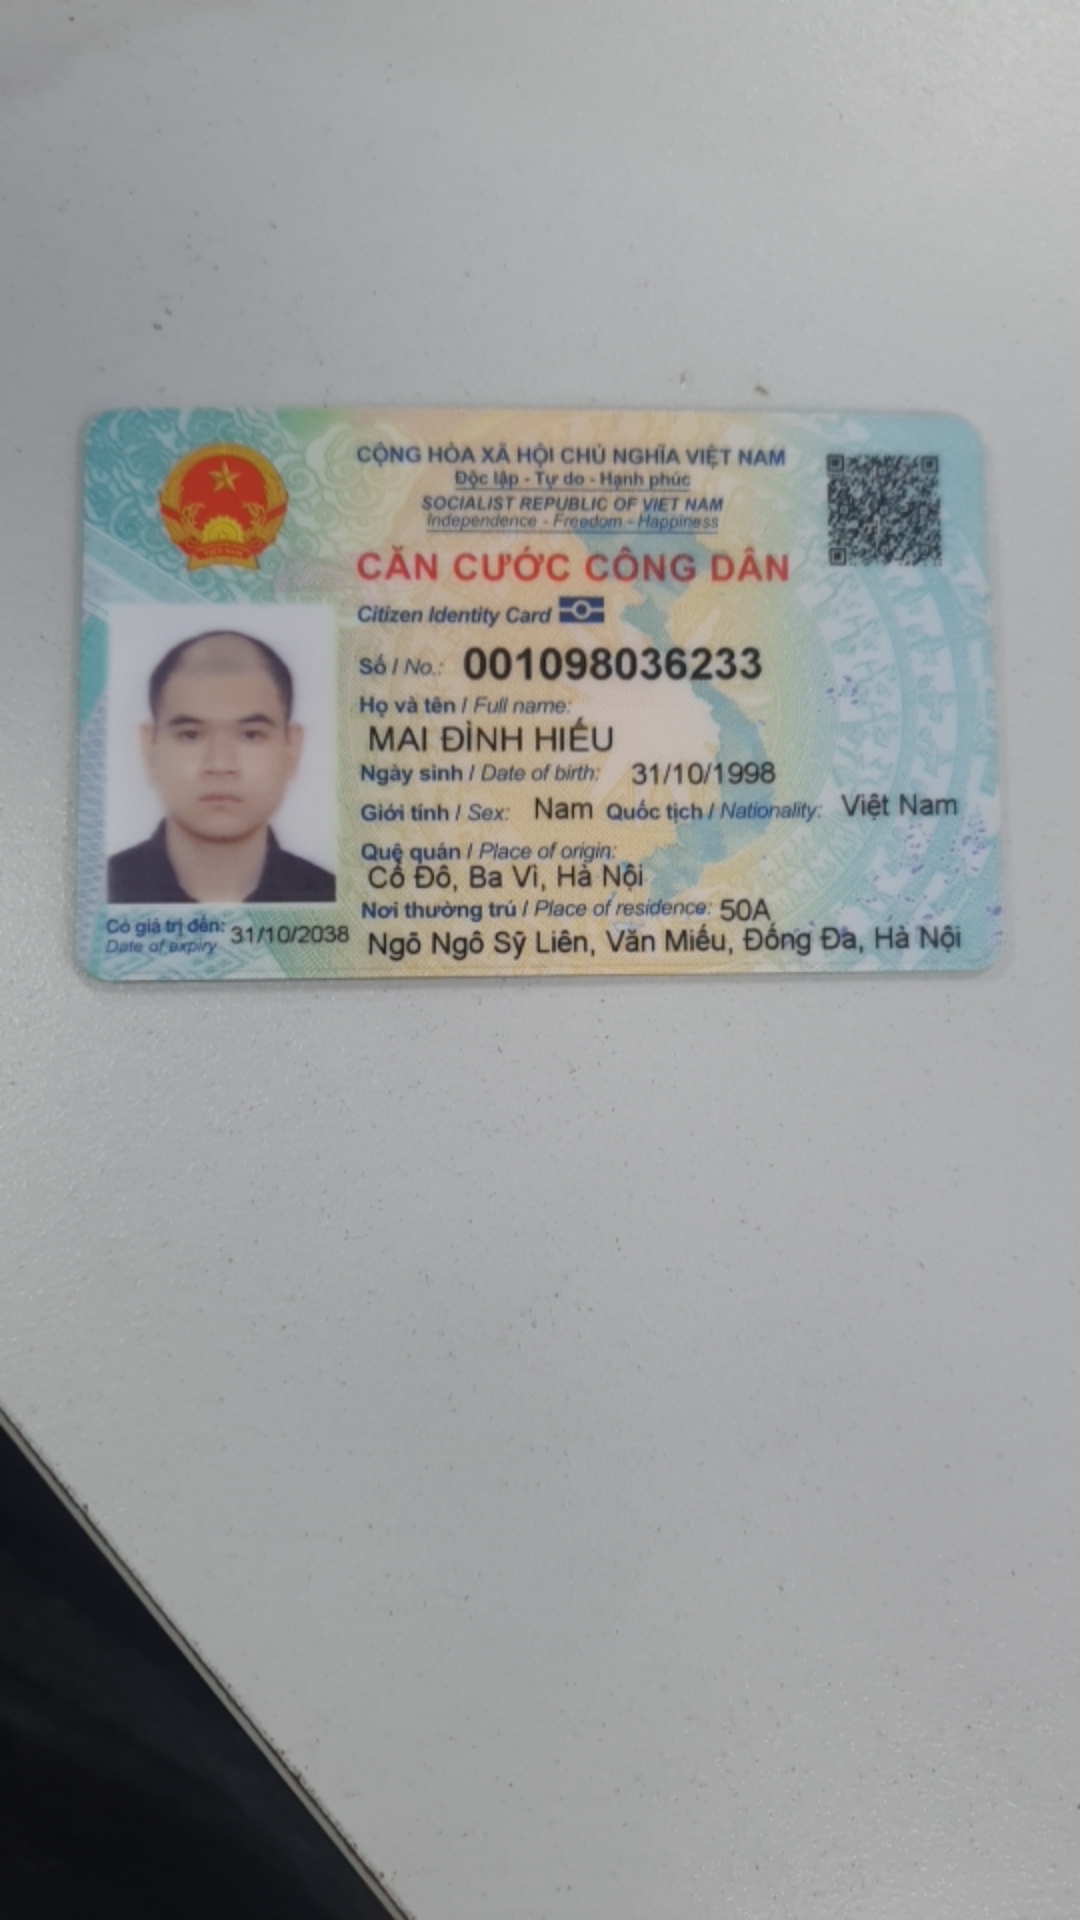 CỘNG HÒA XÃ HỘI CHỦ NGHĨA VIỆT NAM
Độc lập - Tự do - Hạnh phúc
SOCIALIST REPUBLIC OF VIET NAM
Independence - Freedom - Happiness
CĂN CƯỚC CÔNG DÂN
Citizen Identity Card
Số / No.: 001098036233
Họ và tên / Full name:
MAI ĐÌNH HIẾU
Ngày sinh / Date of birth: 31/10/1998
Giới tính / Sex: Nam Quốc tịch / Nationality: Việt Nam
Quê quán / Place of origin:
Cổ Đô, Ba Vì, Hà Nội
Nơi thường trú / Place of residence: 50A
Ngõ Ngô Sỹ Liên, Văn Miếu, Đống Đa, Hà Nội
Có giá trị đến: 31/10/2038
Date of expiry
VIỆT NAM